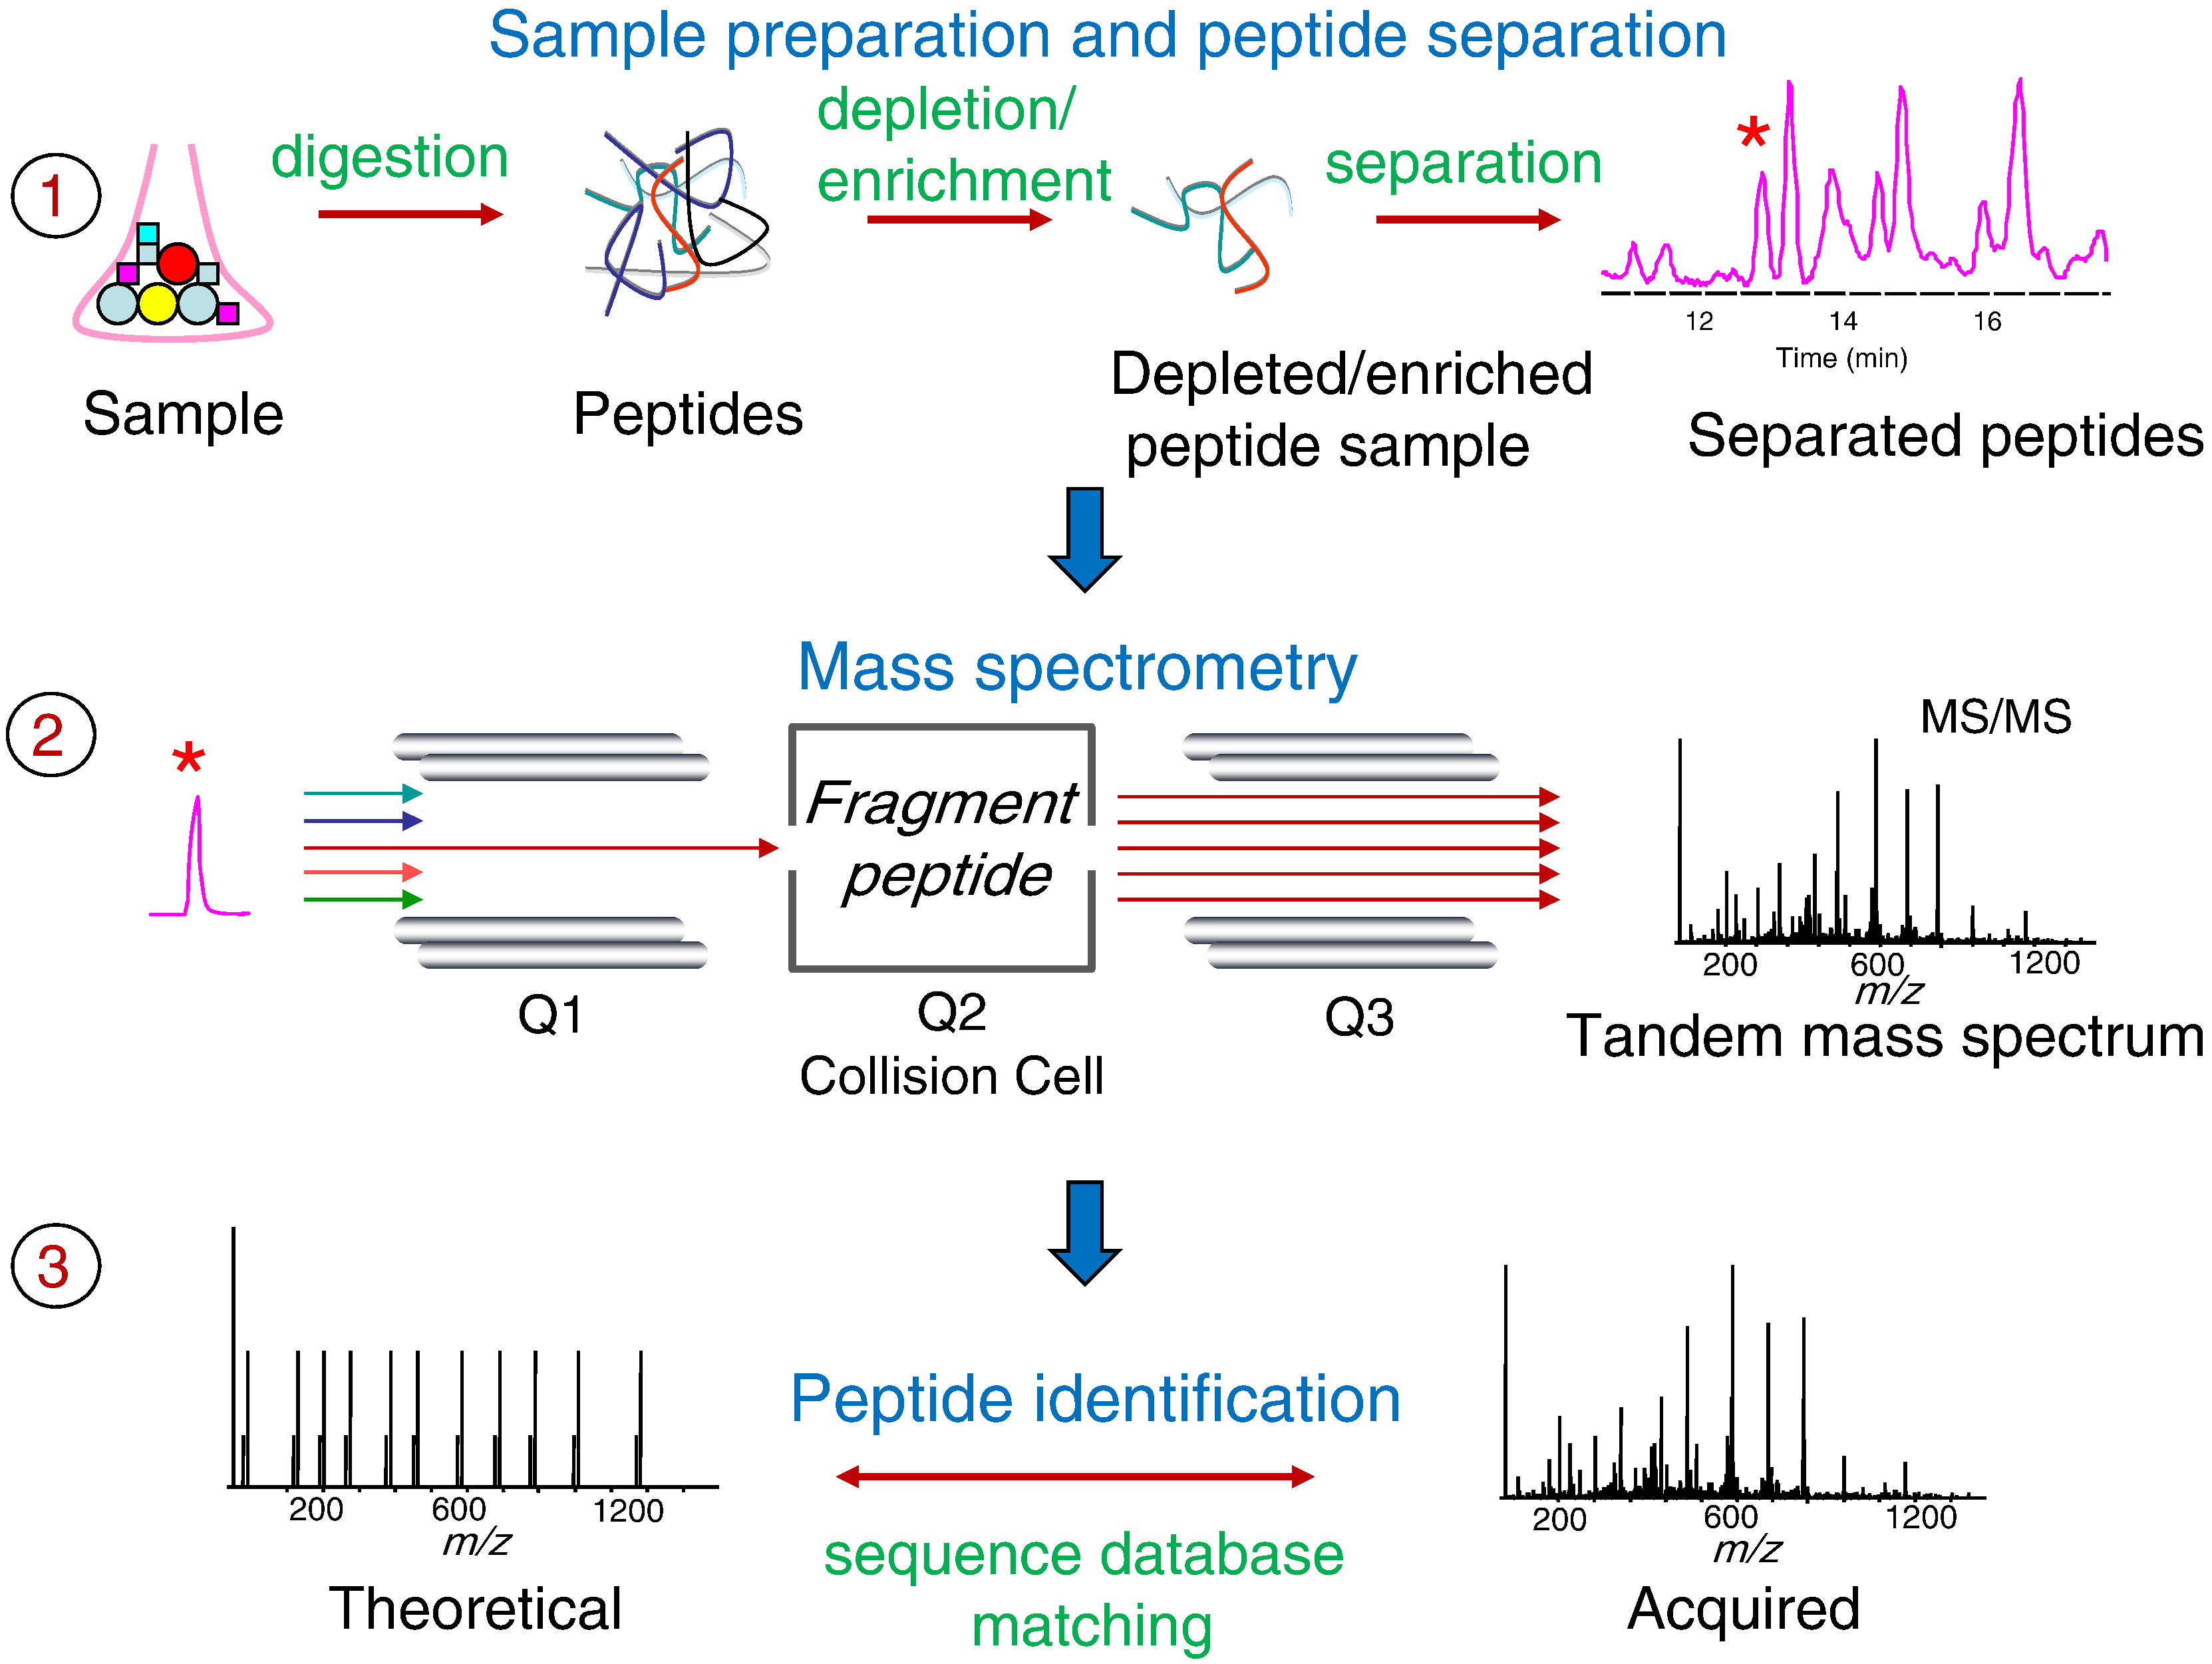 Sample preparation and peptide separation
1
digestion
depletion/
enrichment
separation
*
12 14 16
Time (min)
Sample
Peptides
Depleted/enriched
peptide sample
Separated peptides
Mass spectrometry
2
*
Fragment
peptide
MS/MS
200 600 1200
m/z
Q1
Q2
Collision Cell
Q3
Tandem mass spectrum
3
200 600 1200
m/z
Theoretical
Peptide identification
sequence database
matching
200 600 1200
m/z
Acquired